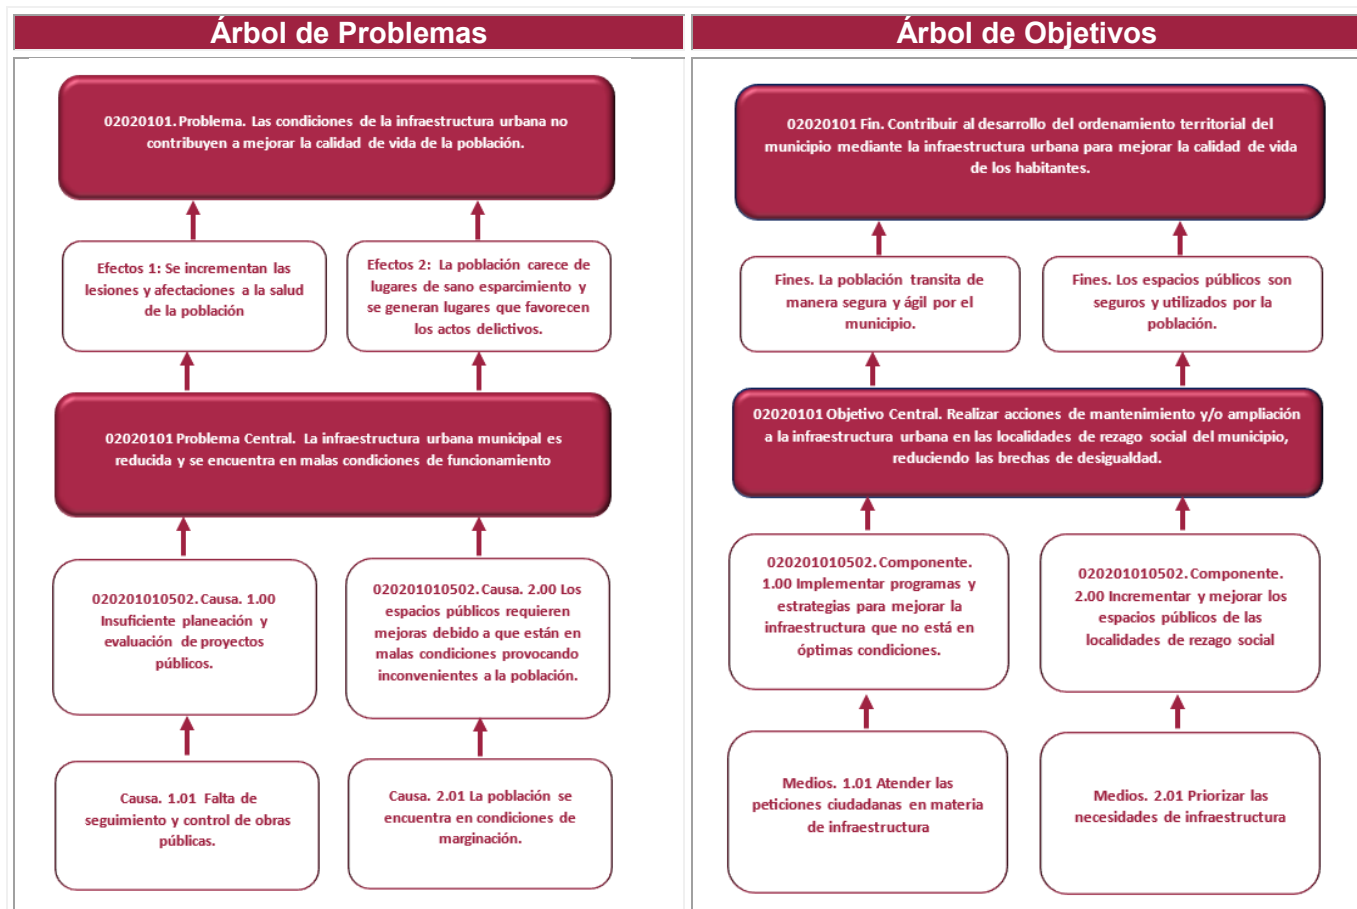 Árbol de Problemas
02020101. Problema. Las condiciones de la infraestructura urbana no
contribuyen a mejorar la calidad de vida de la población.
Efectos 1: Se incrementan las
lesiones y afectaciones a la salud
de la población
Efectos 2: La población carece de
lugares de sano esparcimiento y
se generan lugares que favorecen
los actos delictivos.
02020101 Problema Central. La infraestructura urbana municipal es
reducida y se encuentra en malas condiciones de funcionamiento
020201010502. Causa. 1.00
Insuficiente planeación y
evaluación de proyectos
públicos.
020201010502. Causa. 2.00 Los
espacios públicos requieren
mejoras debido a que están en
malas condiciones provocando
inconvenientes a la población.
Causa. 1.01 Falta de
seguimiento y control de obras
públicas.
Causa. 2.01 La población se
encuentra en condiciones de
marginación.
Árbol de Objetivos
02020101 Fin. Contribuir al desarrollo del ordenamiento territorial del
municipio mediante la infraestructura urbana para mejorar la calidad de vida
de los habitantes.
Fines. La población transita de
manera segura y ágil por el
municipio.
Fines. Los espacios públicos son
seguros y utilizados por la
población.
02020101 Objetivo Central. Realizar acciones de mantenimiento y/o ampliación
a la infraestructura urbana en las localidades de rezago social del municipio,
reduciendo las brechas de desigualdad.
020201010502. Componente.
1.00 Implementar programas y
estrategias para mejorar la
infraestructura que no está en
óptimas condiciones.
020201010502. Componente.
2.00 Incrementar y mejorar los
espacios públicos de las
localidades de rezago social
Medios. 1.01 Atender las
peticiones ciudadanas en materia
de infraestructura
Medios. 2.01 Priorizar las
necesidades de infraestructura